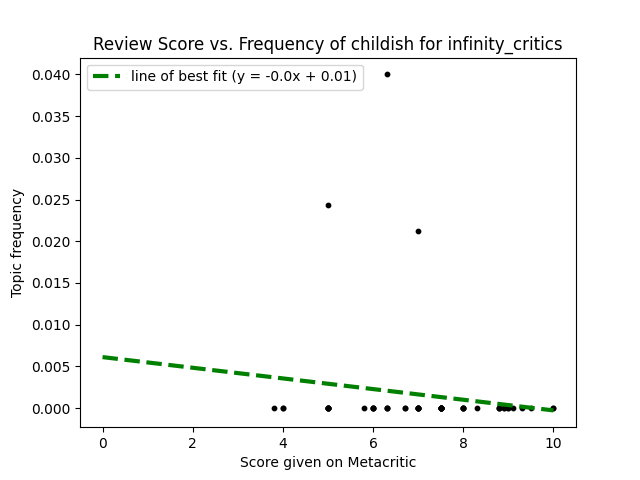 Review Score vs. Frequency of childish for infinity_critics
line of best fit (y = -0.0x + 0.01)
0.040
0.035
0.030
0.025
0.020
0.015
0.010
0.005
0.000
Topic frequency
0 2 4 6 8 10
Score given on Metacritic